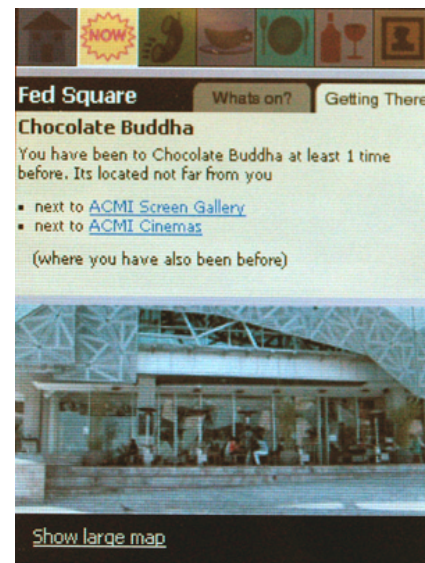 NOW
Fed Square
Whats on?
Getting There
Chocolate Buddha
You have been to Chocolate Buddha at least 1 time
before. Its located not far from you
next to ACMI Screen Gallery
next to ACMI Cinemas
(where you have also been before)
Show large map